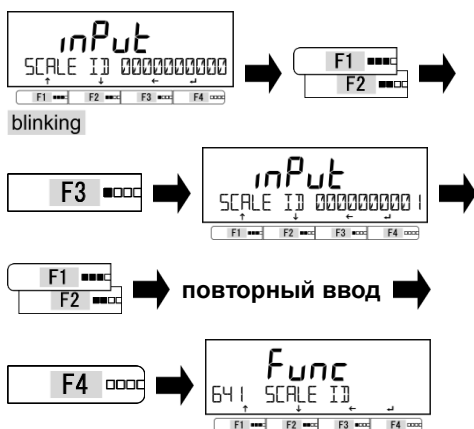 inPut
SCALE ID 0000000000
↑ ↓ ← ↵
F1 F2 F3 F4
F1
F2
blinking
F3
inPut
SCALE ID 0000000001
↑ ↓ ← ↵
F1 F2 F3 F4
F1
F2
повторный ввод
F4
Func
641 SCALE ID
↑ ↓ ← ↵
F1 F2 F3 F4